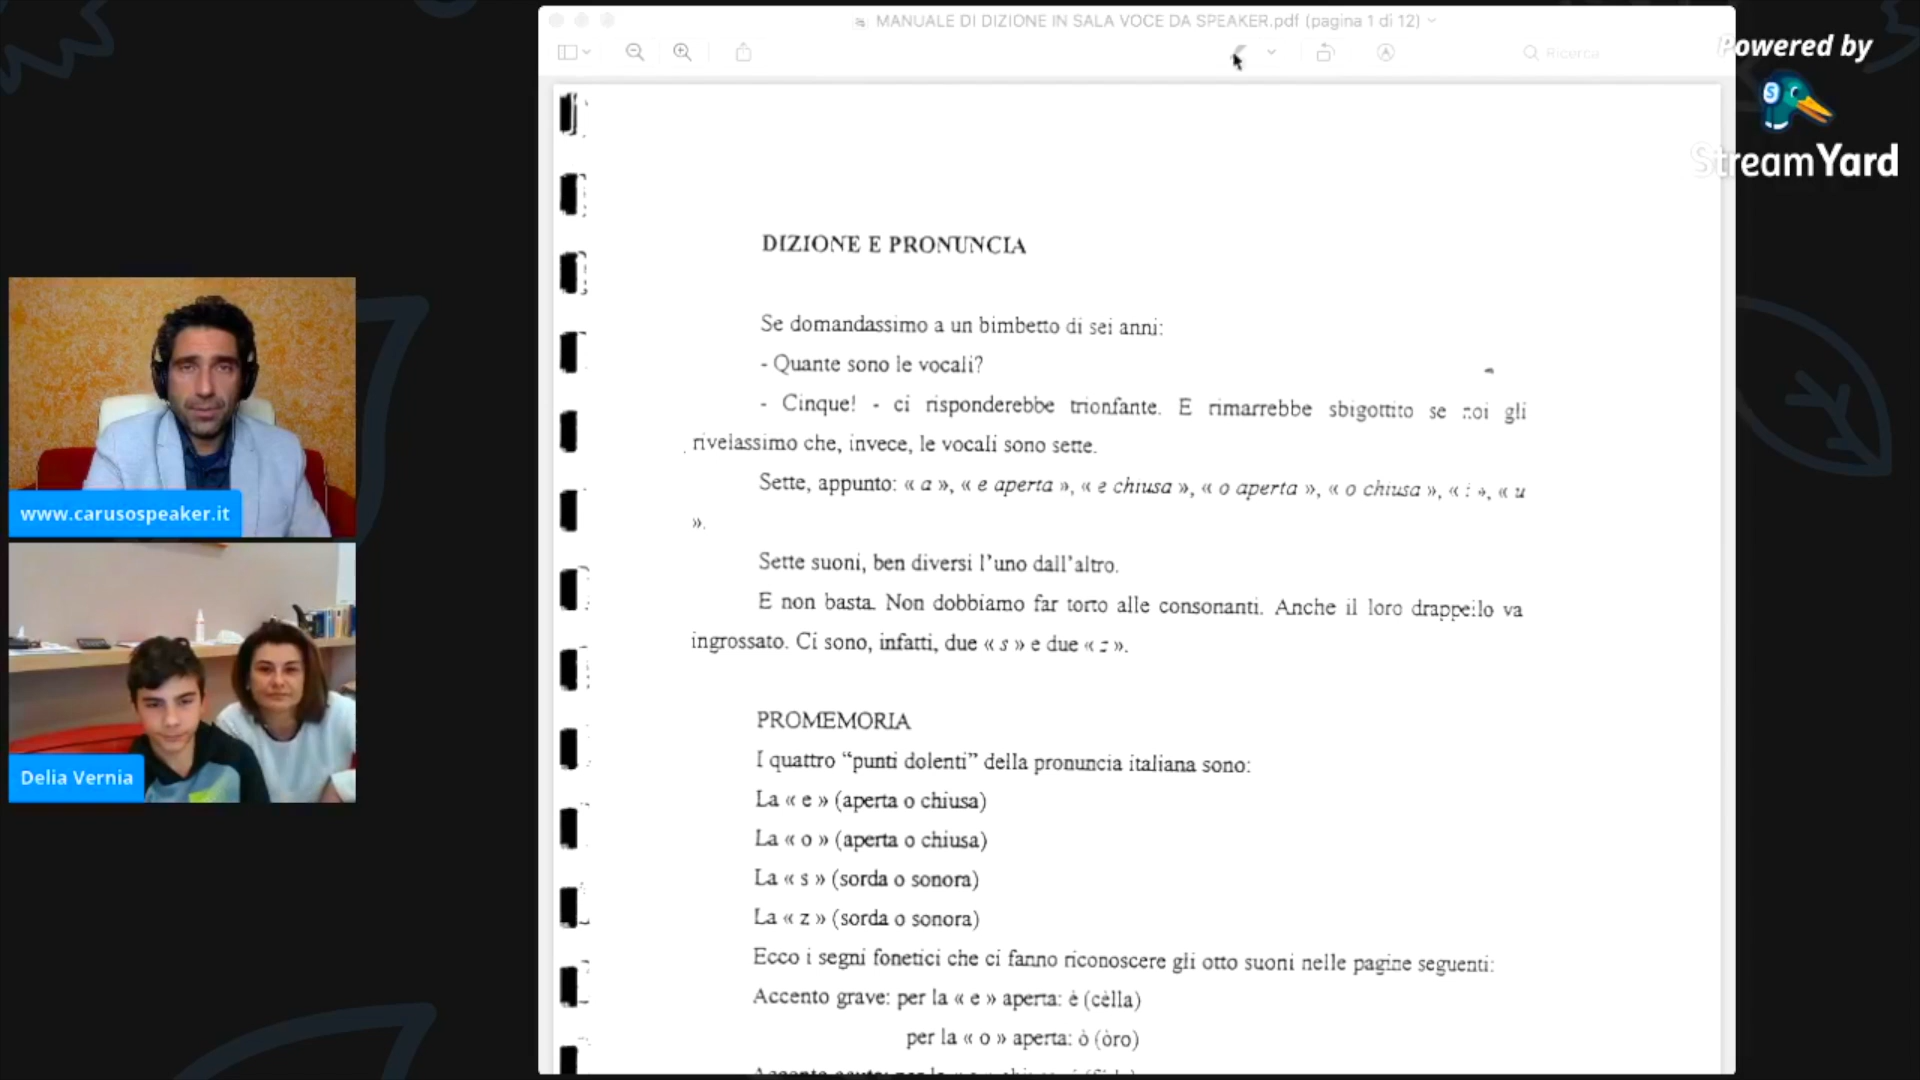 MANUALE DI DIZIONE IN SALA VOCE DA SPEAKER.pdf (pagina 1 di 12)
Ricerca
Powered by
StreamYard
DIZIONE E PRONUNCIA
Se domandassimo a un bimbetto di sei anni:
- Quante sono le vocali?
- Cinque! - ci risponderebbe trionfante. E rimarrebbe sbigottito se noi gli
rivelassimo che, invece, le vocali sono sette.
Sette, appunto: « a », « e aperta », « e chiusa », « o aperta », « o chiusa », « i », « u
».
Sette suoni, ben diversi l'uno dall'altro.
E non basta. Non dobbiamo far torto alle consonanti. Anche il loro drappello va
ingrossato. Ci sono, infatti, due « s » e due « z ».
PROMEMORIA
I quattro “punti dolenti” della pronuncia italiana sono:
La « e » (aperta o chiusa)
La « o » (aperta o chiusa)
La « s » (sorda o sonora)
La « z » (sorda o sonora)
Ecco i segni fonetici che ci fanno riconoscere gli otto suoni nelle pagine seguenti:
Accento grave: per la « e » aperta: è (cèlla)
per la « o » aperta: ò (òro)
www.carusospeaker.it
Delia Vernia